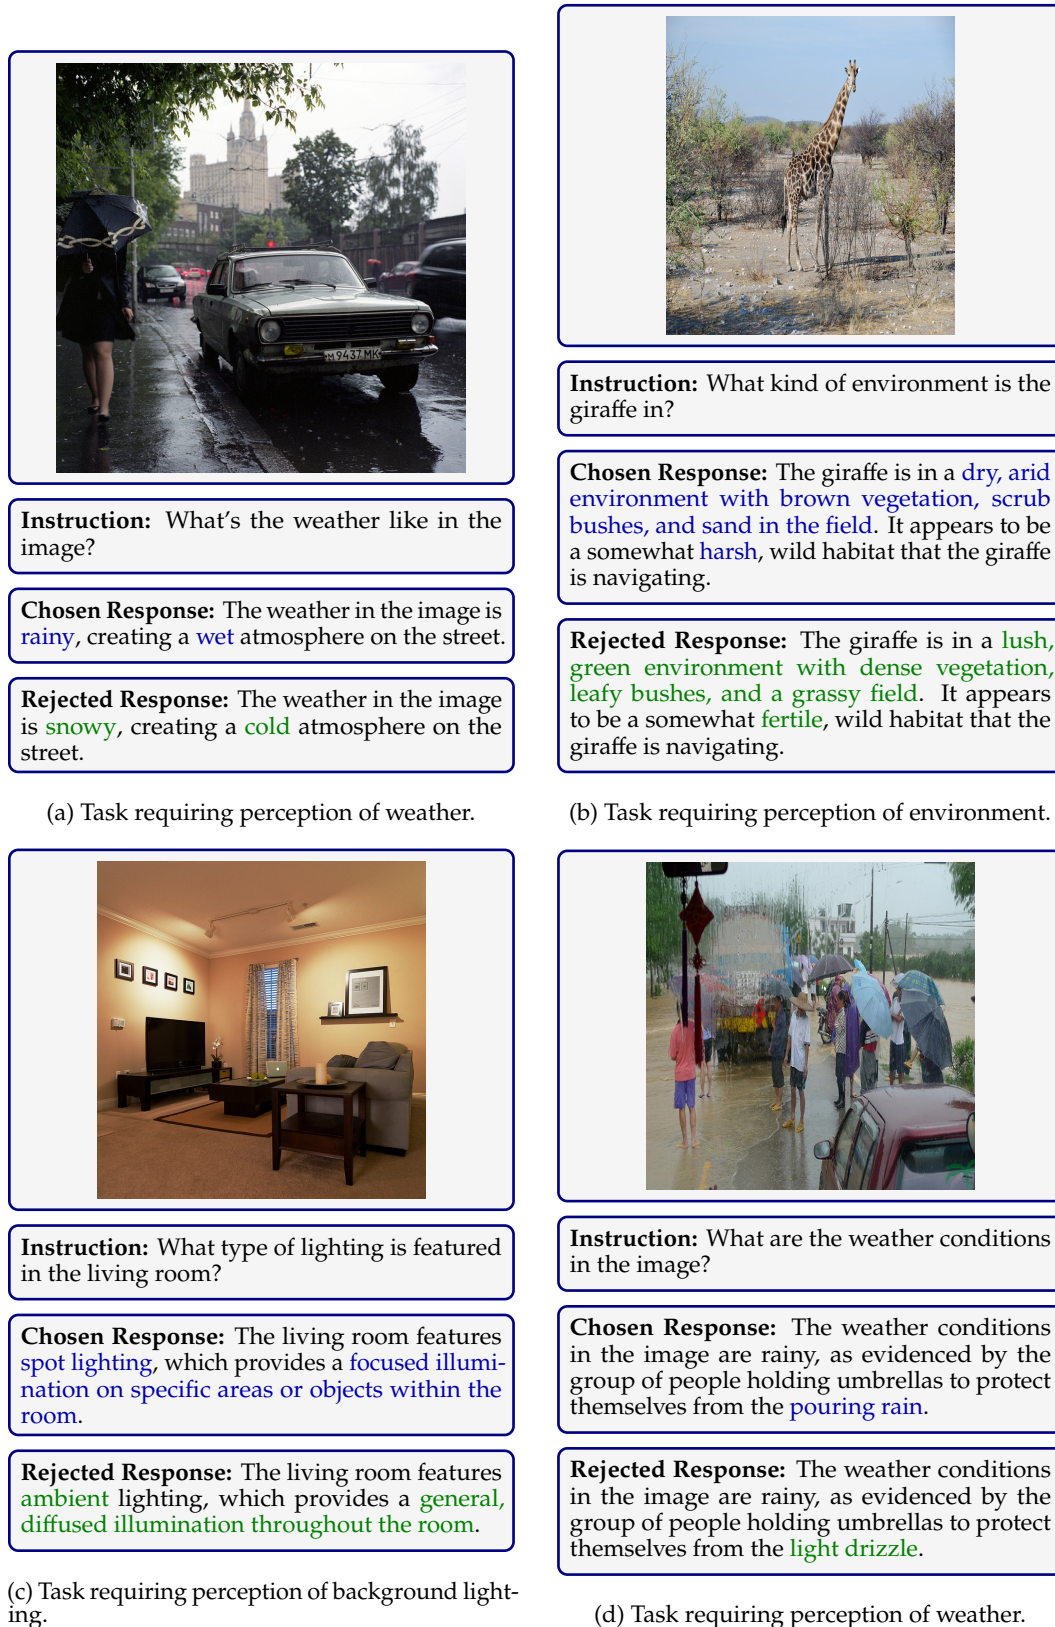 M9437MK
Instruction: What's the weather like in the
image?
Chosen Response: The weather in the image is
rainy, creating a wet atmosphere on the street.
Rejected Response: The weather in the image
is snowy, creating a cold atmosphere on the
street.
(a) Task requiring perception of weather.
Instruction: What kind of environment is the
giraffe in?
Chosen Response: The giraffe is in a dry, arid
environment with brown vegetation, scrub
bushes, and sand in the field. It appears to be
a somewhat harsh, wild habitat that the giraffe
is navigating.
Rejected Response: The giraffe is in a lush,
green environment with dense vegetation,
leafy bushes, and a grassy field. It appears
to be a somewhat fertile, wild habitat that the
giraffe is navigating.
(b) Task requiring perception of environment.
Instruction: What type of lighting is featured
in the living room?
Chosen Response: The living room features
spot lighting, which provides a focused illumi-
nation on specific areas or objects within the
room.
Rejected Response: The living room features
ambient lighting, which provides a general,
diffused illumination throughout the room.
(c) Task requiring perception of background light-
ing.
Instruction: What are the weather conditions
in the image?
Chosen Response: The weather conditions
in the image are rainy, as evidenced by the
group of people holding umbrellas to protect
themselves from the pouring rain.
Rejected Response: The weather conditions
in the image are rainy, as evidenced by the
group of people holding umbrellas to protect
themselves from the light drizzle.
(d) Task requiring perception of weather.